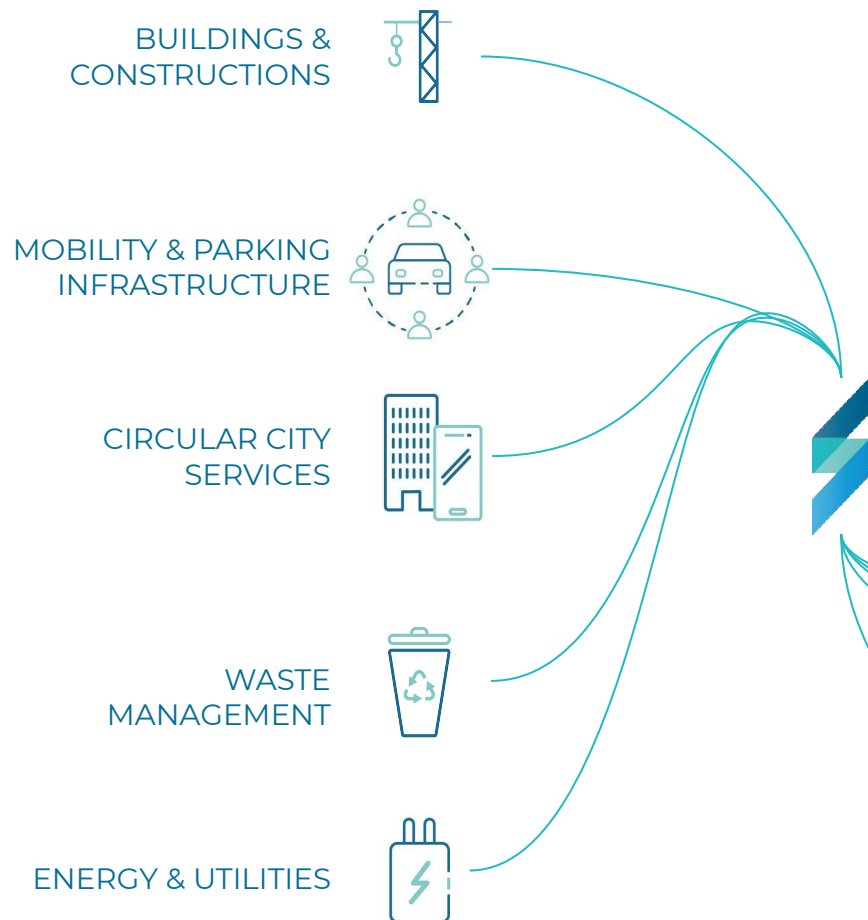 BUILDINGS &
CONSTRUCTIONS
MOBILITY & PARKING
INFRASTRUCTURE
CIRCULAR CITY
SERVICES
WASTE
MANAGEMENT
ENERGY & UTILITIES